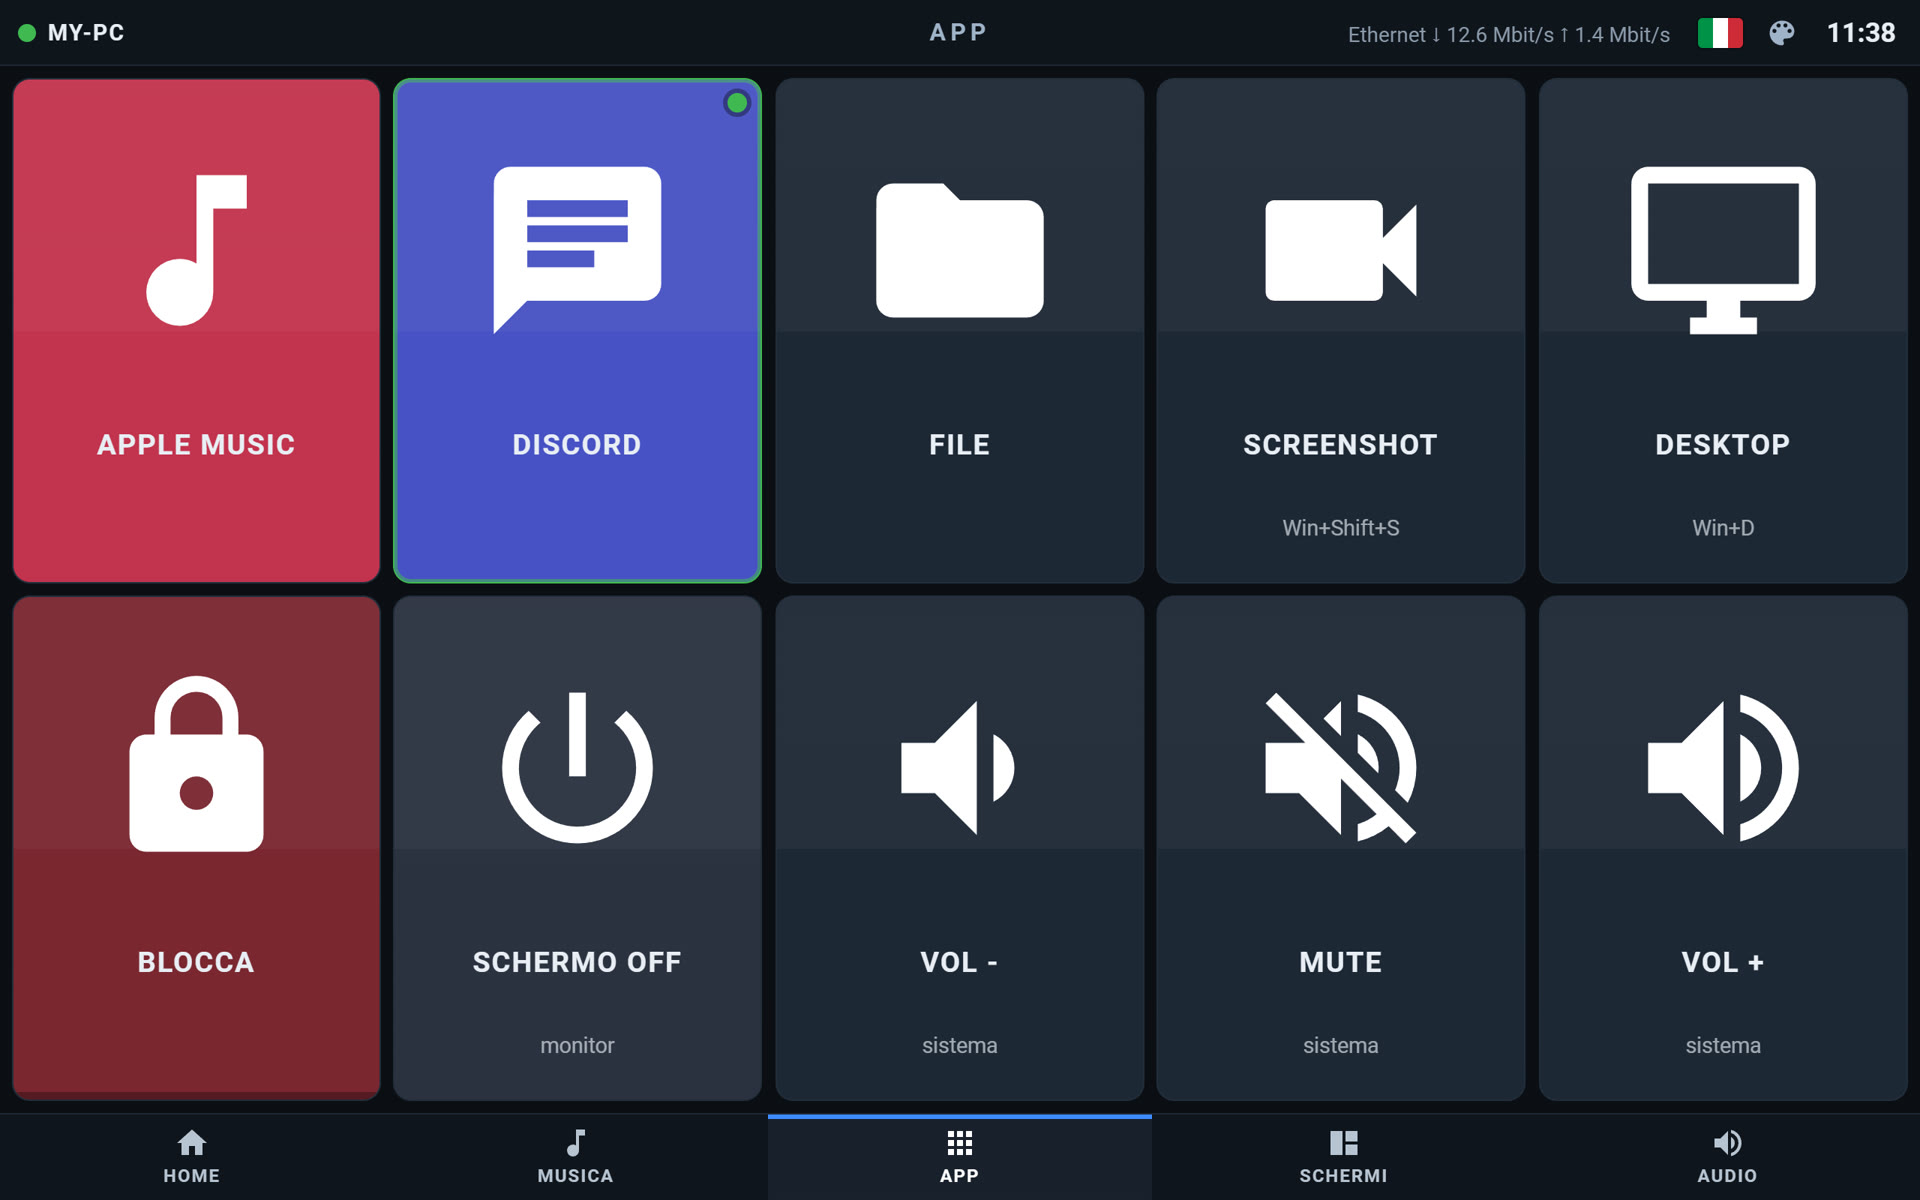 MY-PC
APP
Ethernet ↓ 12.6 Mbit/s ↑ 1.4 Mbit/s
11:38
APPLE MUSIC
DISCORD
FILE
SCREENSHOT
Win+Shift+S
DESKTOP
Win+D
BLOCCA
SCHERMO OFF
monitor
VOL -
sistema
MUTE
sistema
VOL +
sistema
HOME
MUSICA
APP
SCHERMI
AUDIO